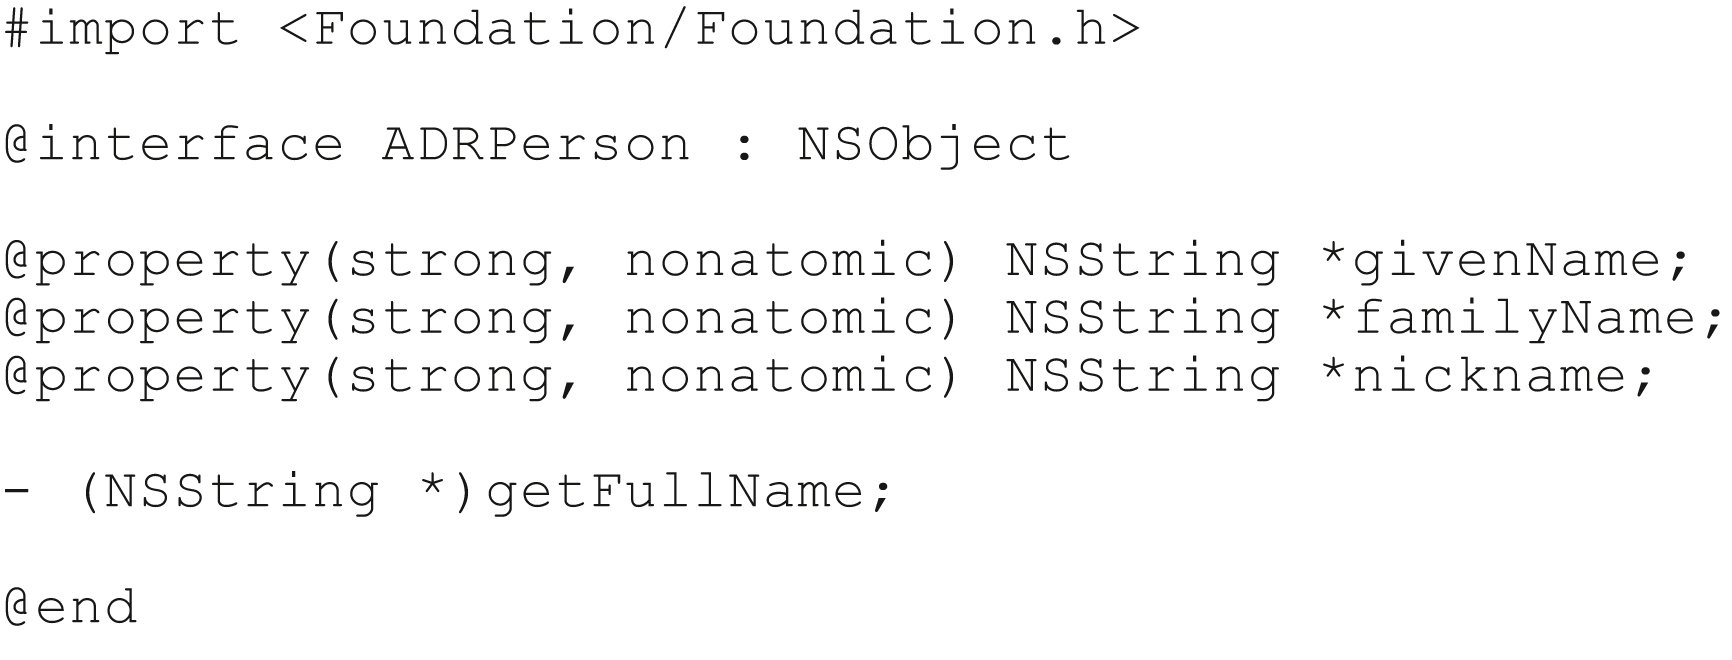 #import <Foundation/Foundation.h>
@interface ADRPerson : NSObject
@property(strong, nonatomic) NSString *givenName;
@property(strong, nonatomic) NSString *familyName;
@property(strong, nonatomic) NSString *nickname;
- (NSString *)getFullName;
@end